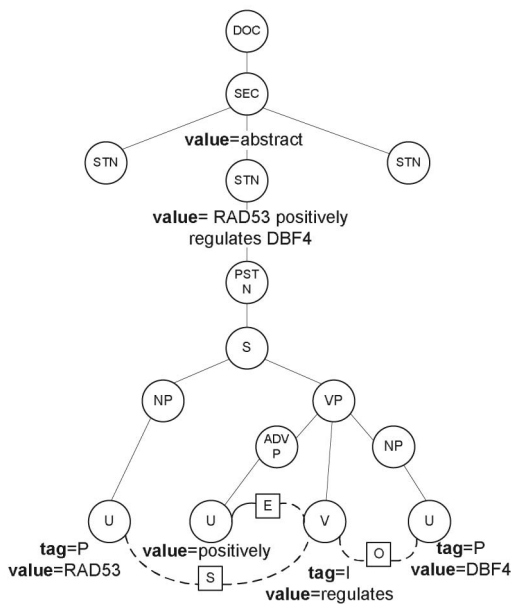 DOC
SEC
value=abstract
STN
STN
STN
value= RAD53 positively
regulates DBF4
PST
N
S
NP
VP
ADV
P
NP
U
U
E
V
U
tag=P
value=RAD53
value=positively
S
O
tag=I
value=regulates
tag=P
value=DBF4